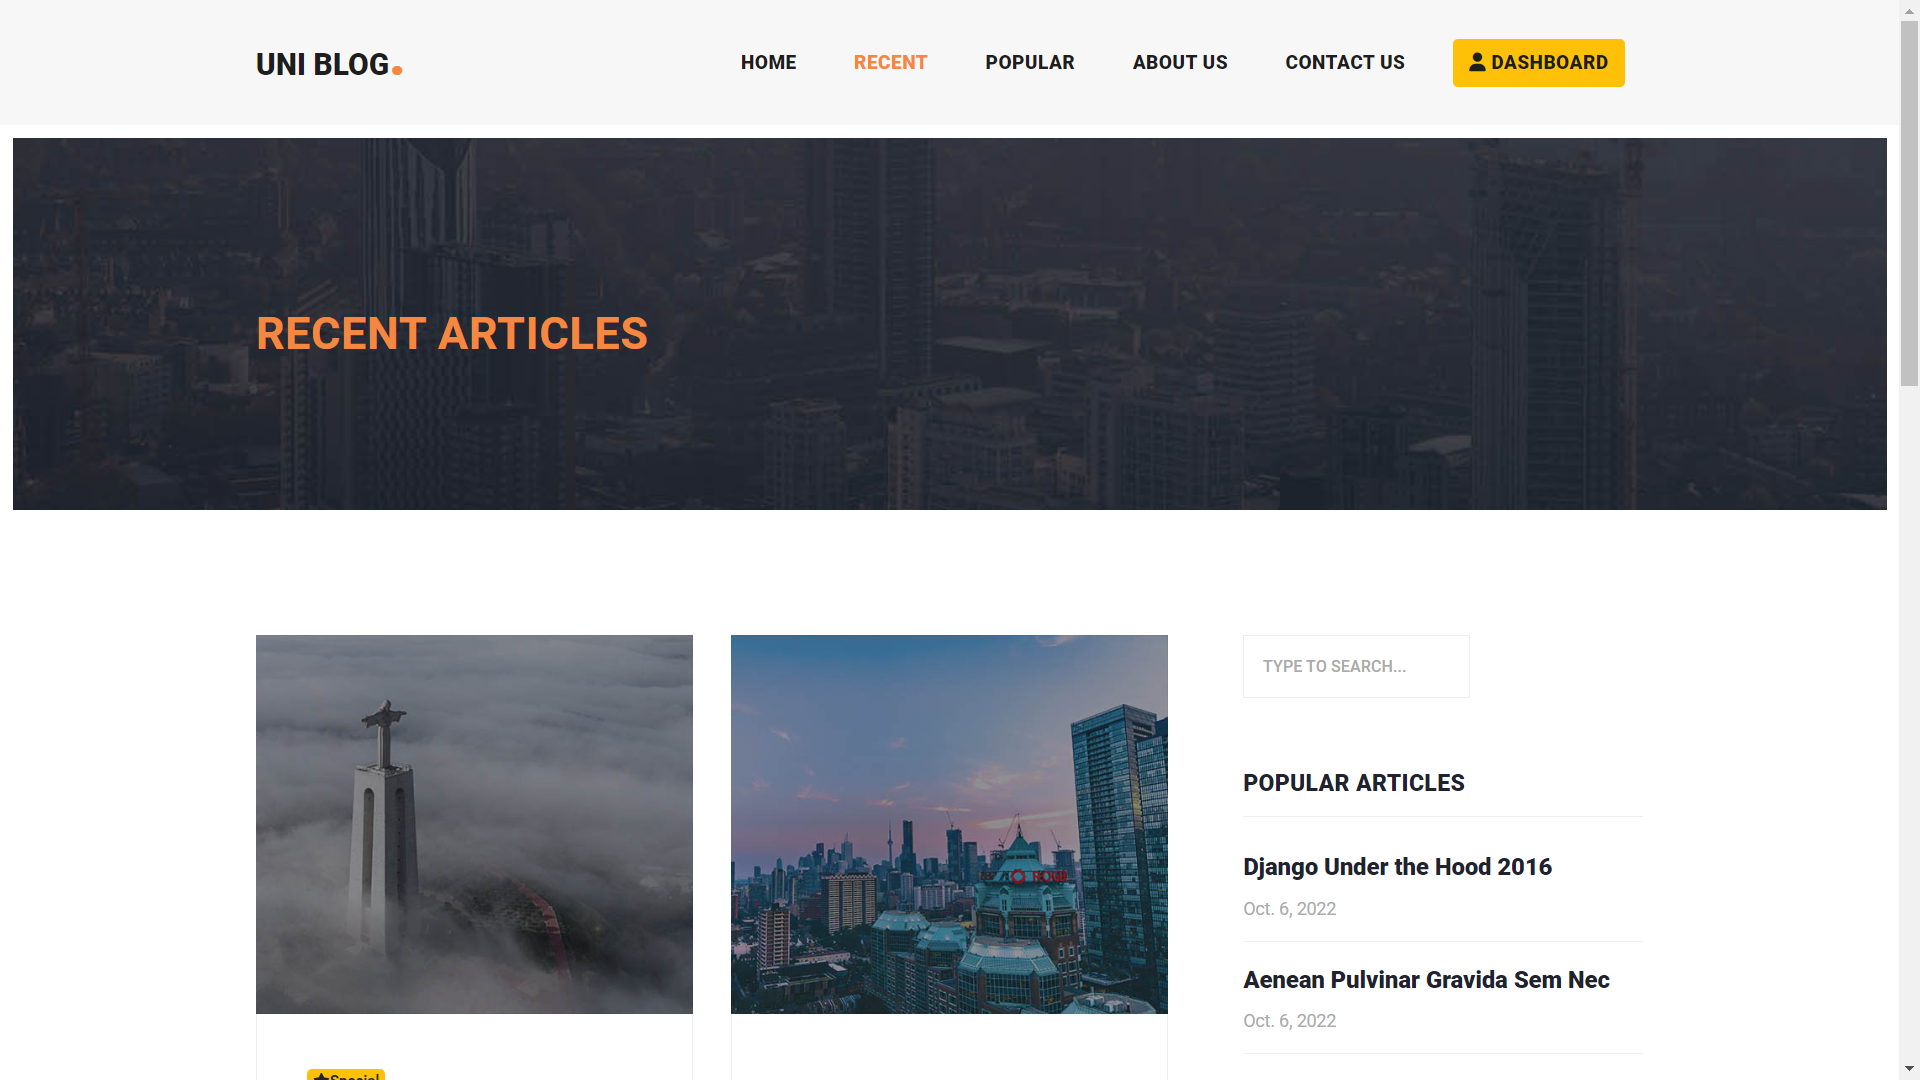 UNI BLOG.
HOME
RECENT
POPULAR
ABOUT US
CONTACT US
DASHBOARD
RECENT ARTICLES
TYPE TO SEARCH...
POPULAR ARTICLES
Django Under the Hood 2016
Oct. 6, 2022
Aenean Pulvinar Gravida Sem Nec
Oct. 6, 2022
Special